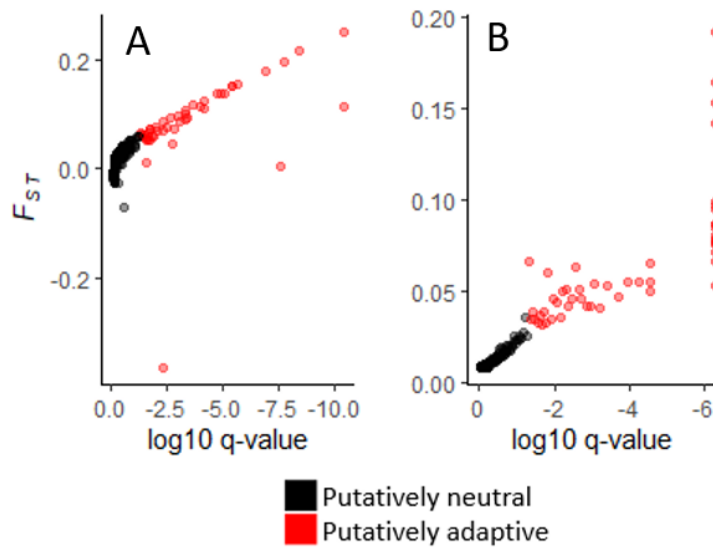 A
B
F_ST
0.2
0.0
-0.2
0.0 -2.5 -5.0 -7.5 -10.0
log10 q-value
0.20
0.15
0.10
0.05
0.00
0 -2 -4 -6
log10 q-value
Putatively neutral
Putatively adaptive